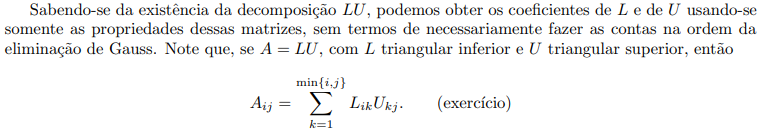 Sabendo-se da existência da decomposição LU, podemos obter os coeficientes de L e de U usando-se
somente as propriedades dessas matrizes, sem termos de necessariamente fazer as contas na ordem da
eliminação de Gauss. Note que, se A = LU, com L triangular inferior e U triangular superior, então
A_{ij} = \sum_{k=1}^{\min\{i,j\}} L_{ik}U_{kj}. (exercício)